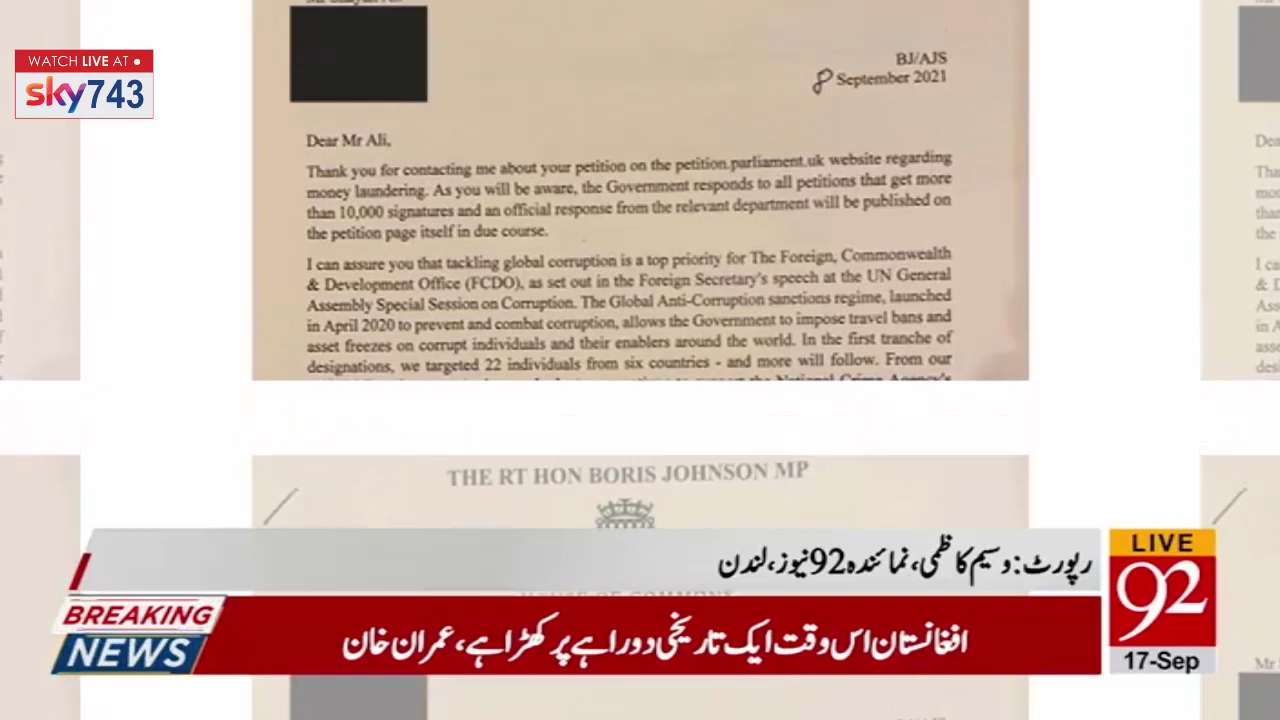 WATCH LIVE AT
sky743
BJ/AJS
8 September 2021
Dear Mr Ali,
Thank you for contacting me about your petition on the petition.parliament.uk website regarding
money laundering. As you will be aware, the Government responds to all petitions that get more
than 10,000 signatures and an official response from the relevant department will be published on
the petition page itself in due course.
I can assure you that tackling global corruption is a top priority for The Foreign, Commonwealth
& Development Office (FCDO), as set out in the Foreign Secretary's speech at the UN General
Assembly Special Session on Corruption. The Global Anti-Corruption sanctions regime, launched
in April 2020 to prevent and combat corruption, allows the Government to impose travel bans and
asset freezes on corrupt individuals and their enablers around the world. In the first tranche of
designations, we targeted 22 individuals from six countries - and more will follow. From our
National Crime Agency's
THE RT HON BORIS JOHNSON MP
HOUSE OF COMMONS
رپورٹ: وسیم کاظمی، نمائندہ 92 نیوز، لندن
BREAKING
NEWS
افغانستان اس وقت ایک تاریخی دوراہے پر کھڑا ہے، عمران خان
LIVE
92
17-Sep